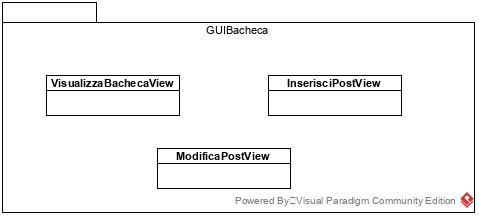 GUIBacheca
VisualizzaBachecaView
InserisciPostView
ModificaPostView
Powered By Visual Paradigm Community Edition